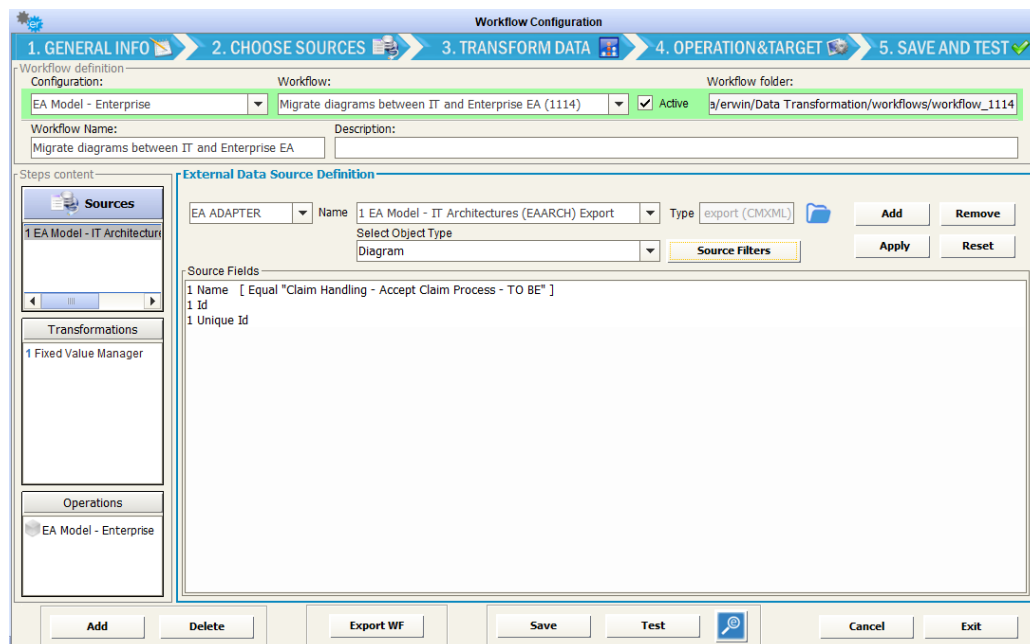 er
Workflow Configuration
1. GENERAL INFO 2. CHOOSE SOURCES 3. TRANSFORM DATA 4. OPERATION&TARGET 5. SAVE AND TEST
Workflow definition
Configuration: Workflow: Workflow folder:
EA Model - Enterprise Migrate diagrams between IT and Enterprise EA (1114) Active a/erwin/Data Transformation/workflows/workflow_1114
Workflow Name: Description:
Migrate diagrams between IT and Enterprise EA
Steps content External Data Source Definition
Sources
EA ADAPTER Name 1 EA Model - IT Architectures (EAARCH) Export Type export (CMXML) Add Remove
1 EA Model - IT Architecture
Select Object Type
Diagram Source Filters Apply Reset
Source Fields
1 Name [ Equal "Claim Handling - Accept Claim Process - TO BE" ]
1 Id
1 Unique Id
Transformations
1 Fixed Value Manager
Operations
EA Model - Enterprise
Add Delete Export WF Save Test Cancel Exit